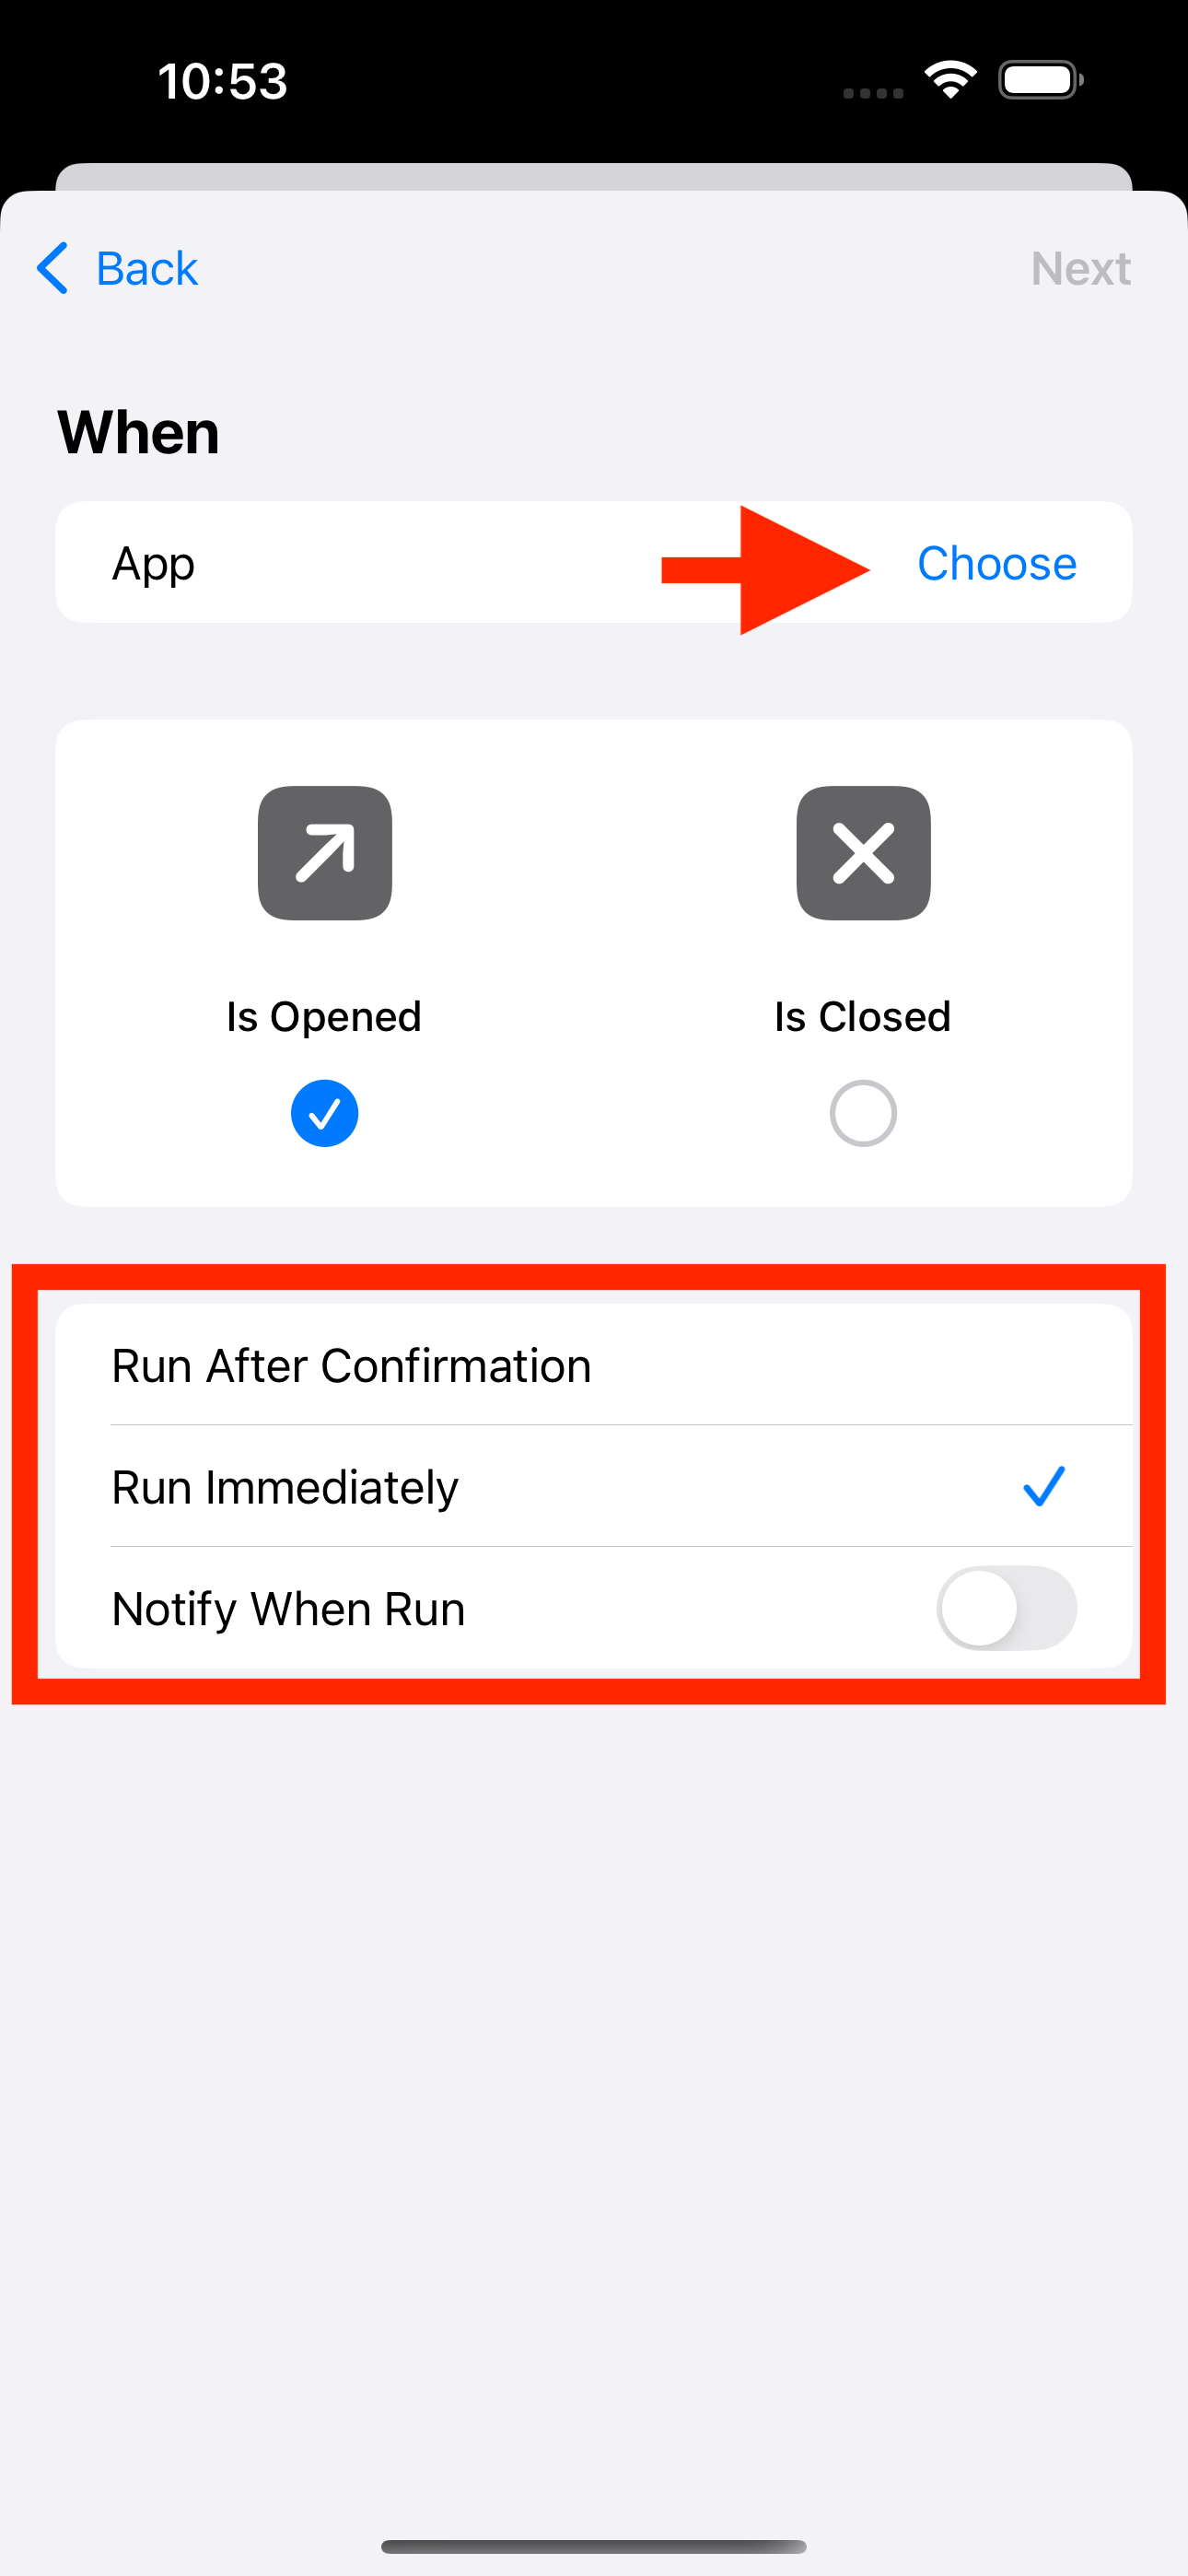 10:53
Back
Next
When
App
Choose
Is Opened
Is Closed
Run After Confirmation
Run Immediately
Notify When Run